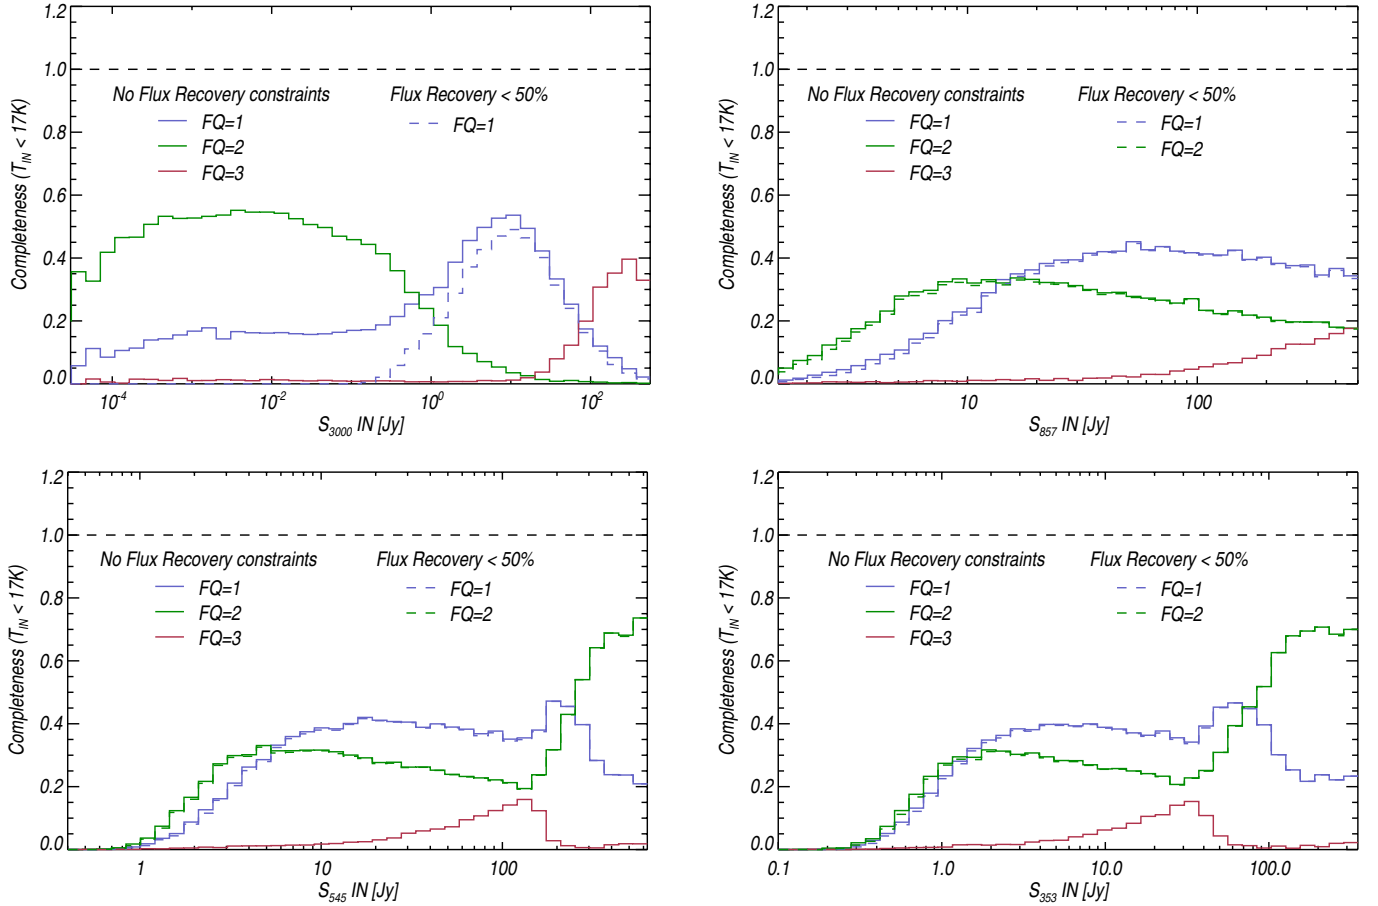 1.2
1.0
0.8
0.6
0.4
0.2
0.0
Completeness (T_IN < 17K)
No Flux Recovery constraints
FQ=1
FQ=2
FQ=3
Flux Recovery < 50%
FQ=1
10^-4
10^-2
10^0
10^2
S_3000 IN [Jy]
1.2
1.0
0.8
0.6
0.4
0.2
0.0
Completeness (T_IN < 17K)
No Flux Recovery constraints
FQ=1
FQ=2
FQ=3
Flux Recovery < 50%
FQ=1
FQ=2
10
100
S_857 IN [Jy]
1.2
1.0
0.8
0.6
0.4
0.2
0.0
Completeness (T_IN < 17K)
No Flux Recovery constraints
FQ=1
FQ=2
FQ=3
Flux Recovery < 50%
FQ=1
FQ=2
1
10
100
S_545 IN [Jy]
1.2
1.0
0.8
0.6
0.4
0.2
0.0
Completeness (T_IN < 17K)
No Flux Recovery constraints
FQ=1
FQ=2
FQ=3
Flux Recovery < 50%
FQ=1
FQ=2
0.1
1.0
10.0
100.0
S_353 IN [Jy]